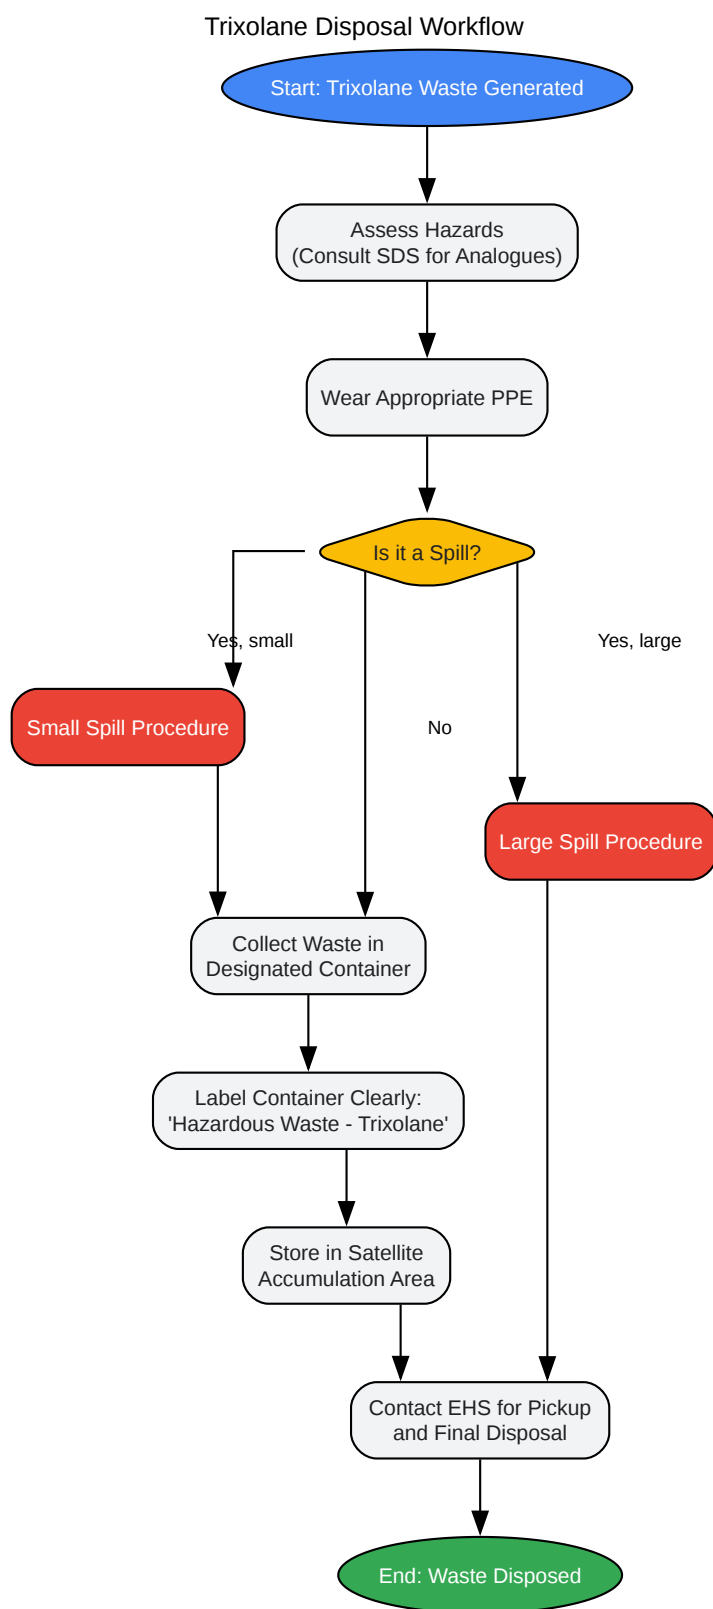 Trixolane Disposal Workflow
Start: Trixolane Waste Generated
Assess Hazards
(Consult SDS for Analogues)
Wear Appropriate PPE
Is it a Spill?
Yes, small
Yes, large
Small Spill Procedure
No
Large Spill Procedure
Collect Waste in
Designated Container
Label Container Clearly:
'Hazardous Waste - Trixolane'
Store in Satellite
Accumulation Area
Contact EHS for Pickup
and Final Disposal
End: Waste Disposed